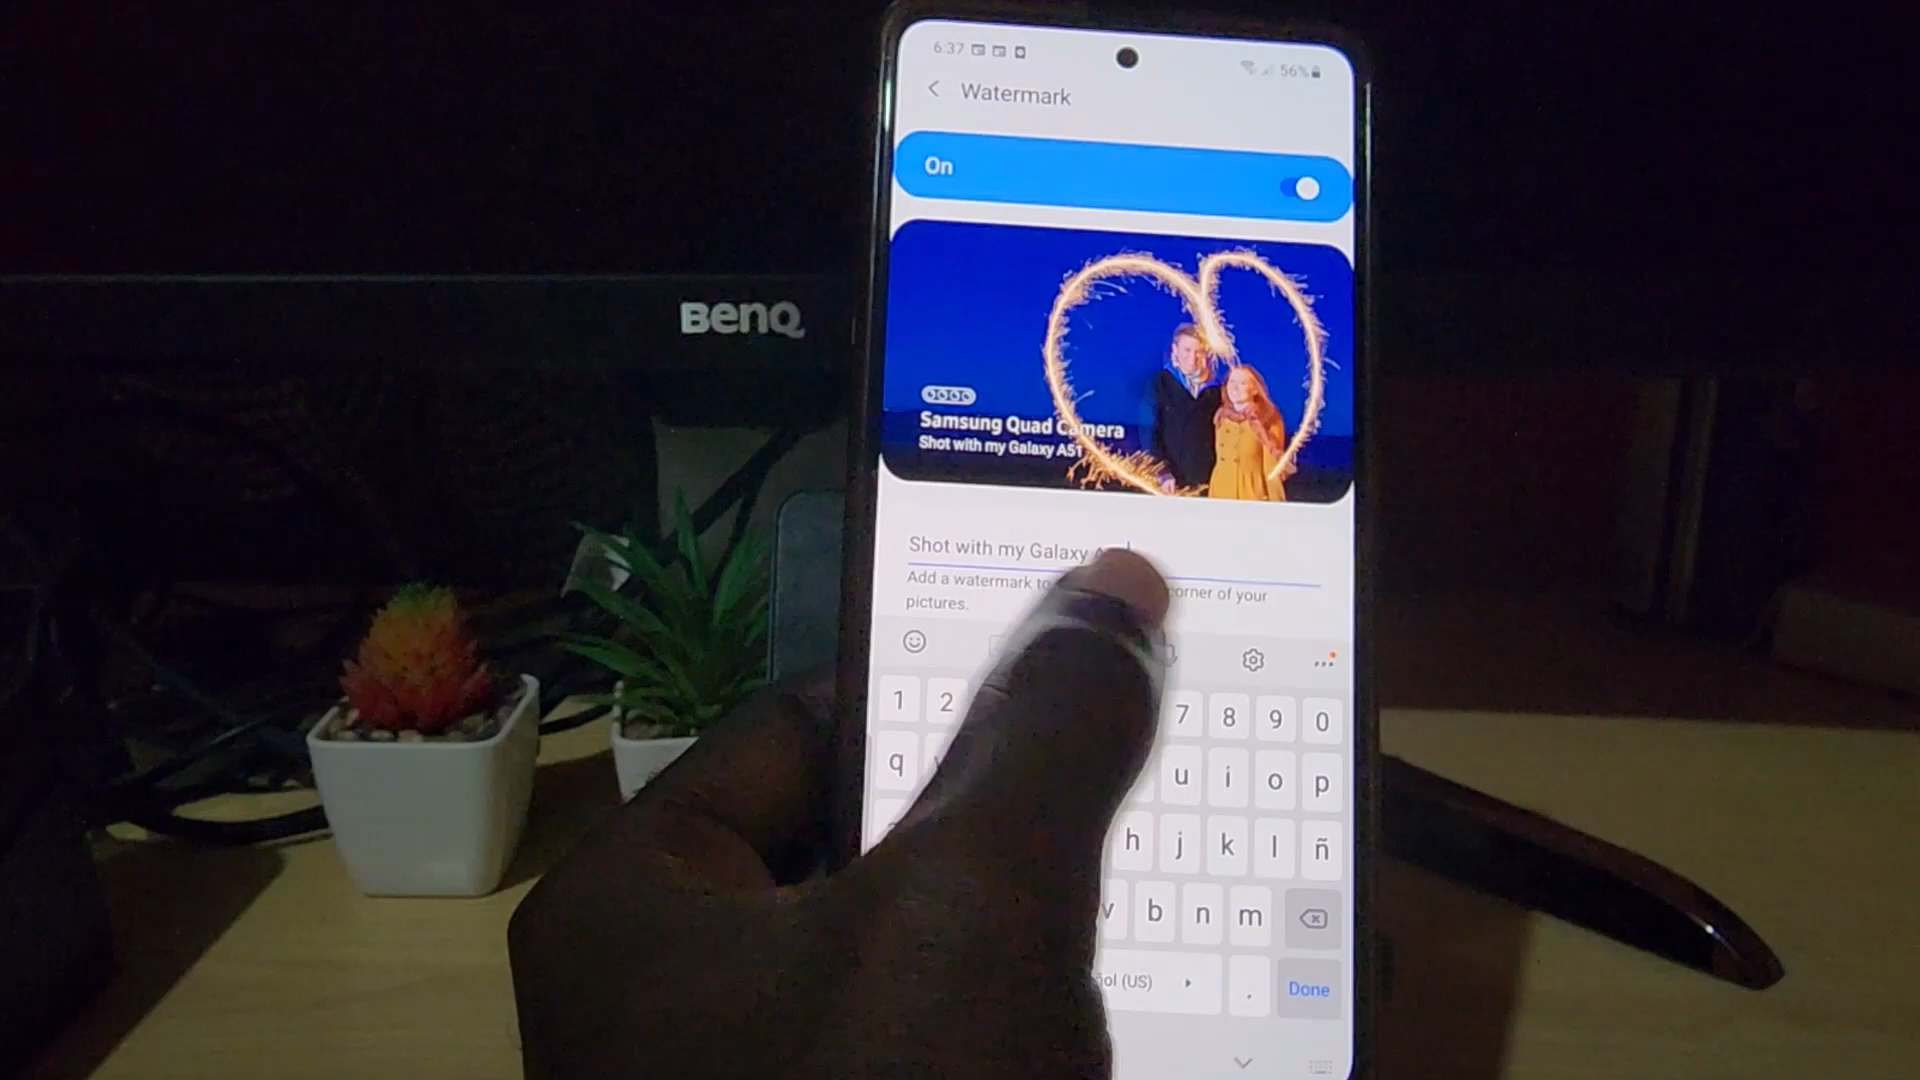 6:37
56%
Watermark
On
BenQ
Samsung Quad Camera
Shot with my Galaxy A51
Shot with my Galaxy
Add a watermark to corner of your
pictures.
1 2 7 8 9 0
q u i o p
h j k l ñ
v b n m
(US) . Done